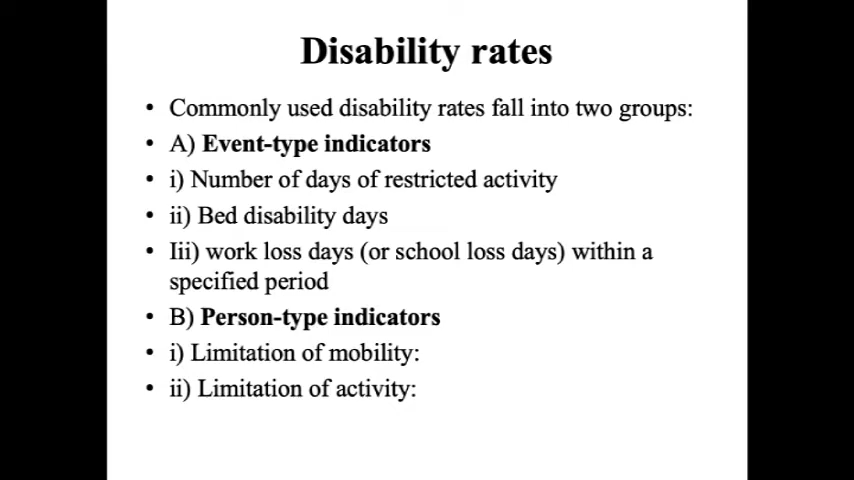 Disability rates
• Commonly used disability rates fall into two groups:
• A) Event-type indicators
• i) Number of days of restricted activity
• ii) Bed disability days
• Iii) work loss days (or school loss days) within a
specified period
• B) Person-type indicators
• i) Limitation of mobility:
• ii) Limitation of activity: